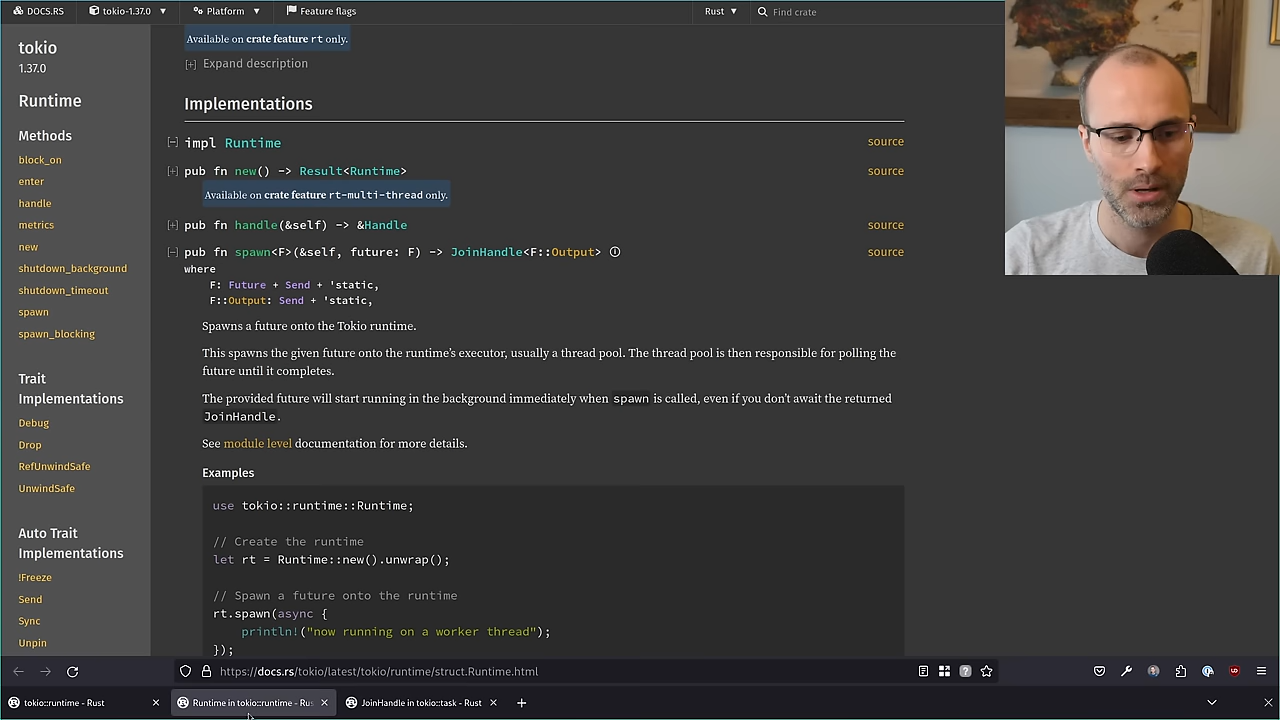 DOCS.RS
tokio-1.37.0 ▼
Platform ▼
Feature flags
Rust ▼
Find crate
tokio
1.37.0
Runtime
Methods
block_on
enter
handle
metrics
new
shutdown_background
shutdown_timeout
spawn
spawn_blocking
Trait
Implementations
Debug
Drop
RefUnwindSafe
UnwindSafe
Auto Trait
Implementations
!Freeze
Send
Sync
Unpin
Available on crate feature rt only.
[+] Expand description
Implementations
[−] impl Runtime source
[+] pub fn new() -> Result<Runtime> source
Available on crate feature rt-multi-thread only.
[+] pub fn handle(&self) -> &Handle source
[−] pub fn spawn<F>(&self, future: F) -> JoinHandle<F::Output> ⓘ source
where
F: Future + Send + 'static,
F::Output: Send + 'static,
Spawns a future onto the Tokio runtime.
This spawns the given future onto the runtime’s executor, usually a thread pool. The thread pool is then responsible for polling the
future until it completes.
The provided future will start running in the background immediately when spawn is called, even if you don’t await the returned
JoinHandle.
See module level documentation for more details.
Examples
use tokio::runtime::Runtime;
// Create the runtime
let rt = Runtime::new().unwrap();
// Spawn a future onto the runtime
rt.spawn(async {
println!("now running on a worker thread");
});
https://docs.rs/tokio/latest/tokio/runtime/struct.Runtime.html
tokio::runtime - Rust
Runtime in tokio::runtime - Rus
JoinHandle in tokio::task - Rust